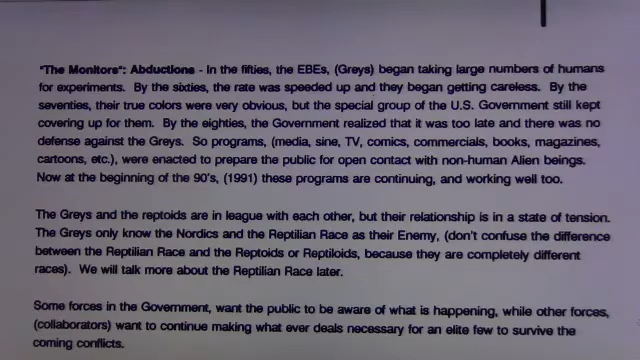 "The Monitors": Abductions - In the fifties, the EBEs, (Greys) began taking large numbers of humans
for experiments. By the sixties, the rate was speeded up and they began getting careless. By the
seventies, their true colors were very obvious, but the special group of the U.S. Government still kept
covering up for them. By the eighties, the Government realized that it was too late and there was no
defense against the Greys. So programs, (media, sine, TV, comics, commercials, books, magazines,
cartoons, etc.), were enacted to prepare the public for open contact with non-human Alien beings.
Now at the beginning of the 90's, (1991) these programs are continuing, and working well too.
The Greys and the reptoids are in league with each other, but their relationship is in a state of tension.
The Greys only know the Nordics and the Reptilian Race as their Enemy, (don't confuse the difference
between the Reptilian Race and the Reptoids or Reptiloids, because they are completely different
races). We will talk more about the Reptilian Race later.
Some forces in the Government, want the public to be aware of what is happening, while other forces,
(collaborators) want to continue making what ever deals necessary for an elite few to survive the
coming conflicts.